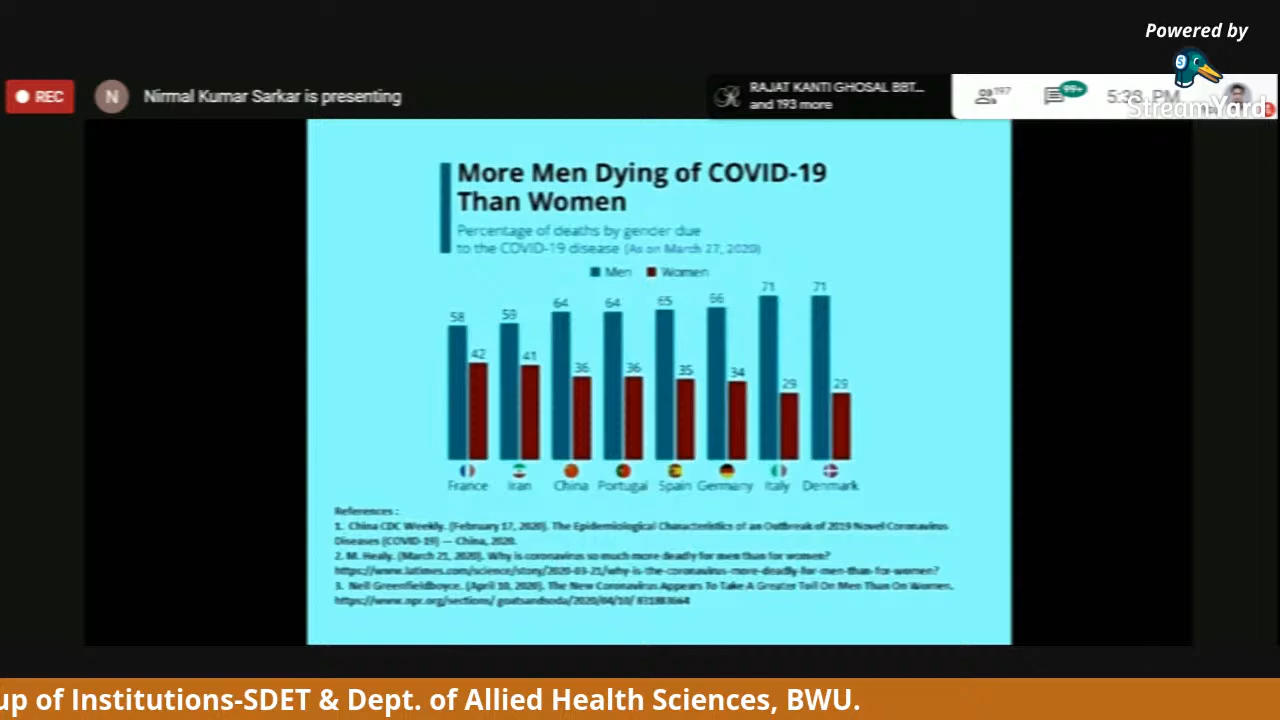 Powered by
StreamYard
REC
N
Nirmal Kumar Sarkar is presenting
RAJAT KANTI GHOSAL BBT...
and 193 more
197
99+
PM
More Men Dying of COVID-19
Than Women
Percentage of deaths by gender due
to the COVID-19 disease (As on March 27, 2020)
Men Women
58 42 59 41 64 36 64 36 65 35 66 34 71 29 71 29
France Iran China Portugal Spain Germany Italy Denmark
References :
1. China CDC Weekly. (February 17, 2020). The Epidemiological Characteristics of an Outbreak of 2019 Novel Coronavirus
Diseases (COVID-19) — China, 2020.
2. M. Healy. (March 21, 2020). Why is coronavirus so much more deadly for men than for women?
https://www.latimes.com/science/story/2020-03-21/why-is-the-coronavirus-more-deadly-for-men-than-for-women?
3. Nell Greenfieldboyce. (April 10, 2020). The New Coronavirus Appears To Take A Greater Toll On Men Than On Women.
https://www.npr.org/sections/ goatsandsoda/2020/04/10/
up of Institutions-SDET & Dept. of Allied Health Sciences, BWU.